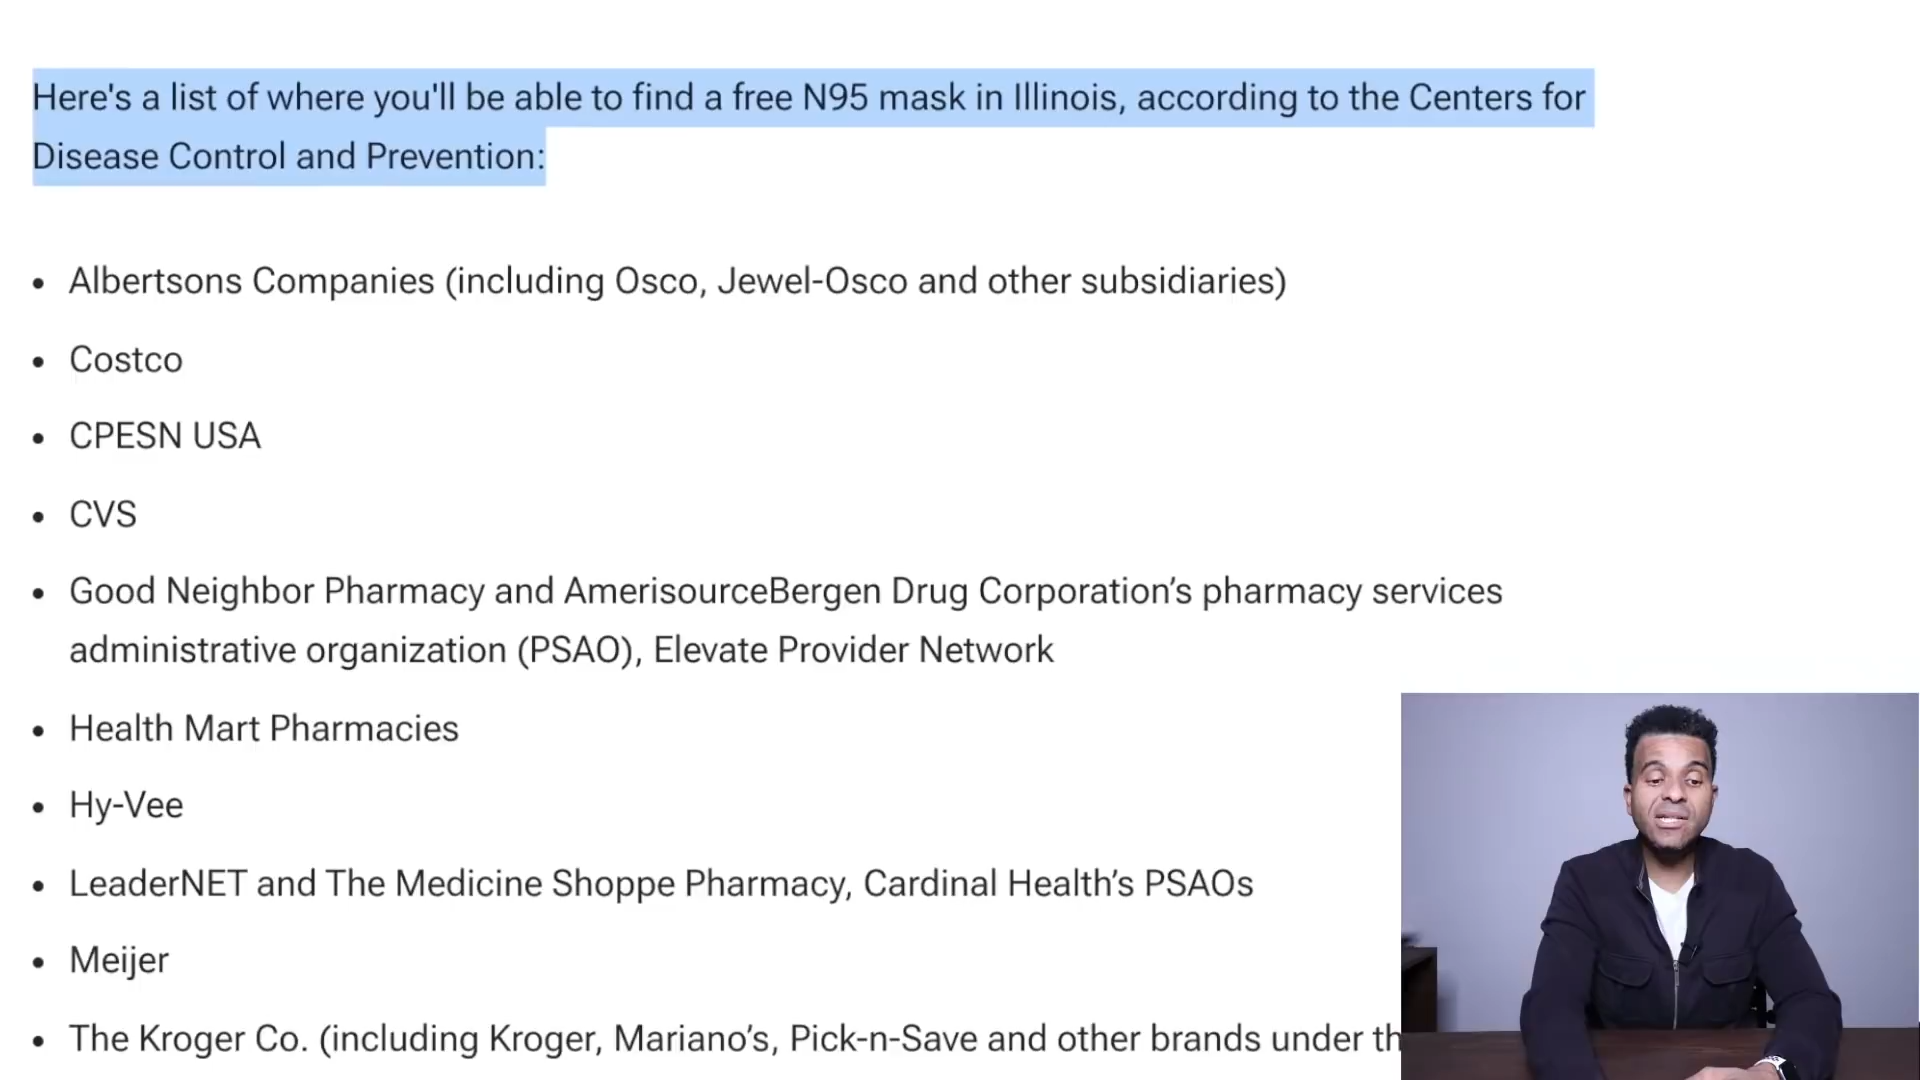 Here's a list of where you'll be able to find a free N95 mask in Illinois, according to the Centers for
Disease Control and Prevention:
• Albertsons Companies (including Osco, Jewel-Osco and other subsidiaries)
• Costco
• CPESN USA
• CVS
• Good Neighbor Pharmacy and AmerisourceBergen Drug Corporation’s pharmacy services
administrative organization (PSAO), Elevate Provider Network
• Health Mart Pharmacies
• Hy-Vee
• LeaderNET and The Medicine Shoppe Pharmacy, Cardinal Health’s PSAOs
• Meijer
• The Kroger Co. (including Kroger, Mariano’s, Pick-n-Save and other brands under